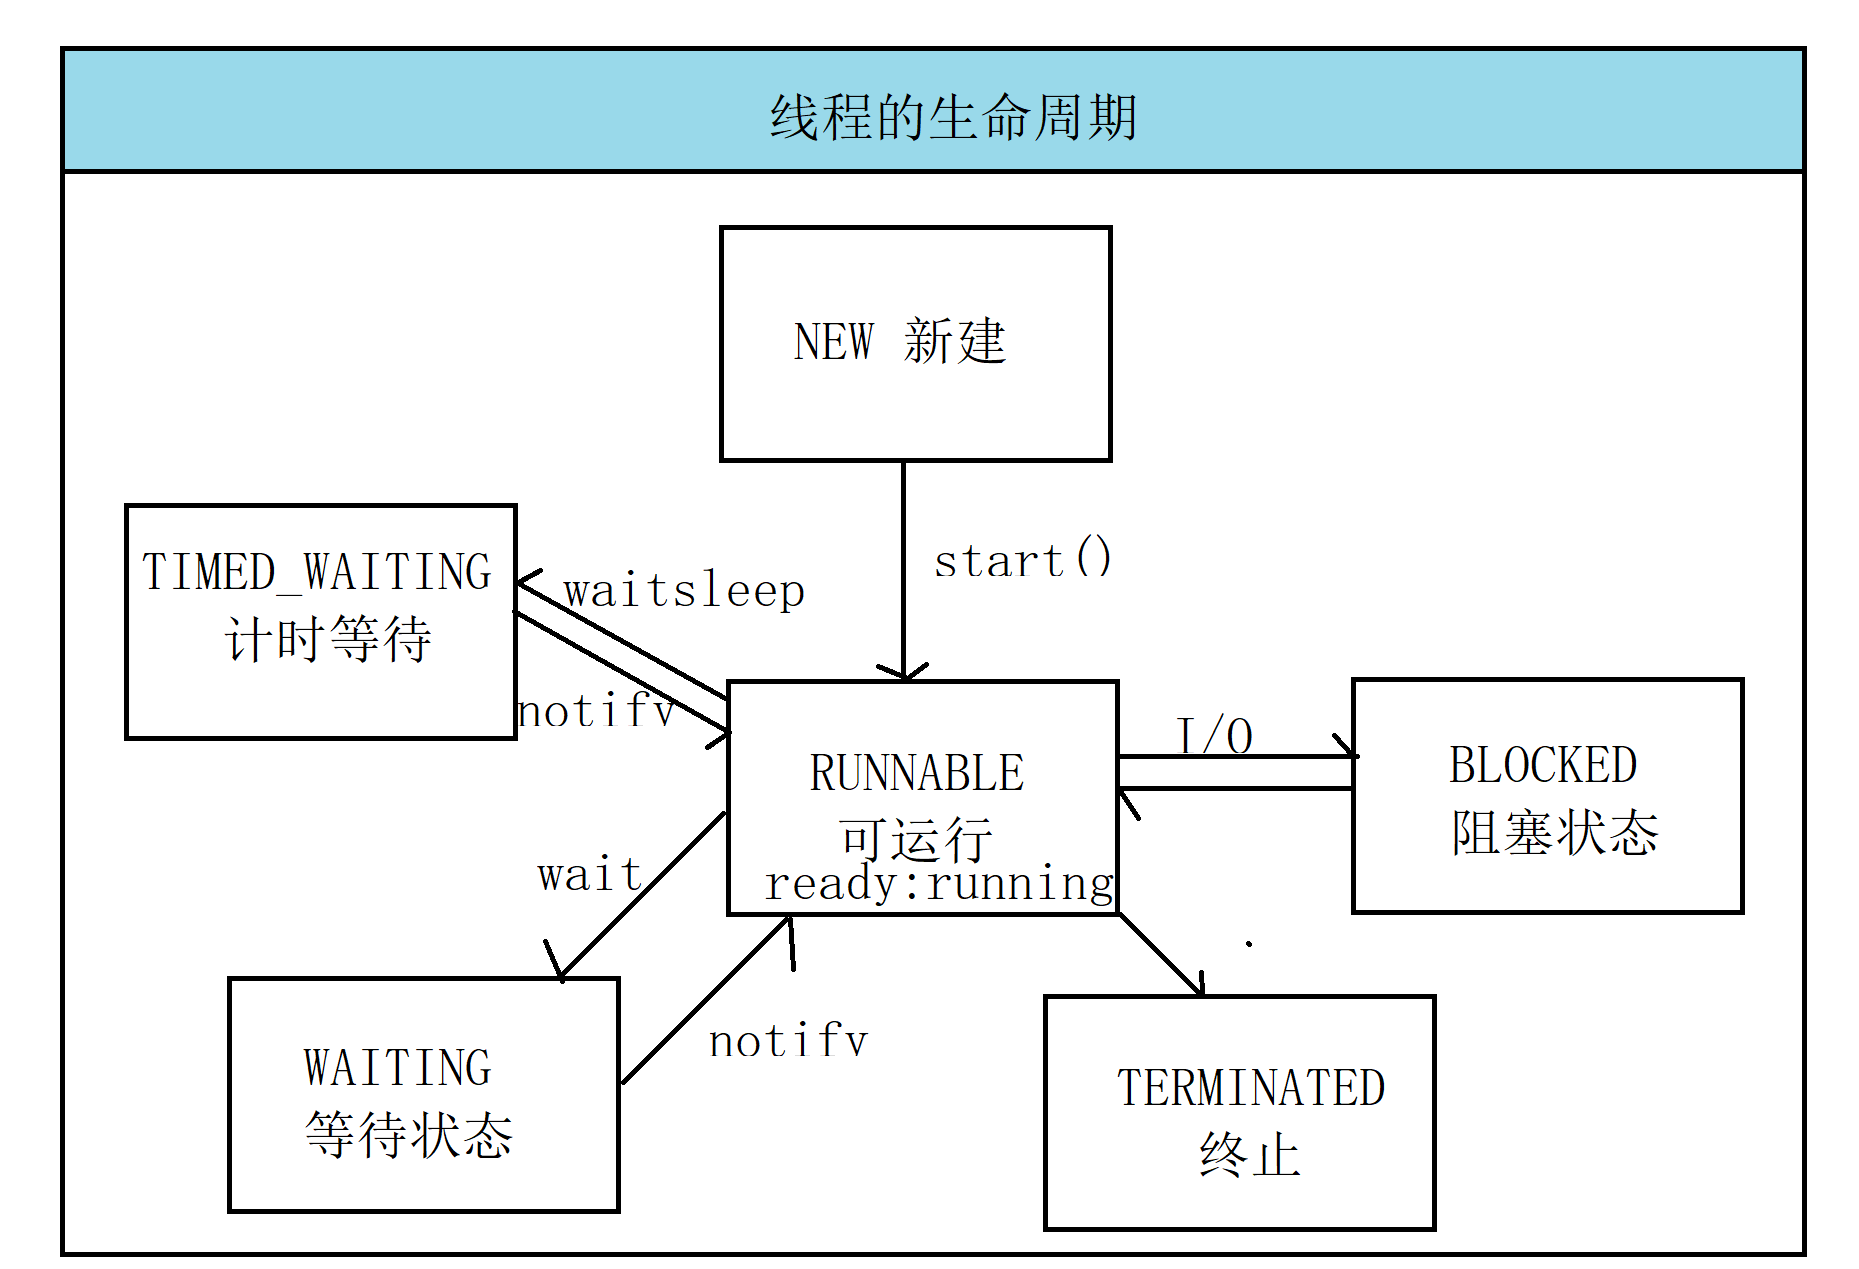 线程的生命周期
NEW 新建
start()
TIMED_WAITING
计时等待
waitsleep
notify
RUNNABLE
可运行
ready:running
I/O
BLOCKED
阻塞状态
wait
notify
WAITING
等待状态
TERMINATED
终止